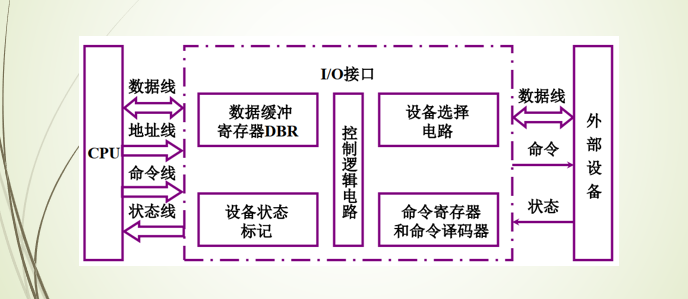 I/O接口
CPU
数据线
地址线
命令线
状态线
数据缓冲
寄存器DBR
设备状态
标记
控制逻辑电路
设备选择
电路
命令寄存器
和命令译码器
数据线
命令
状态
外部设备